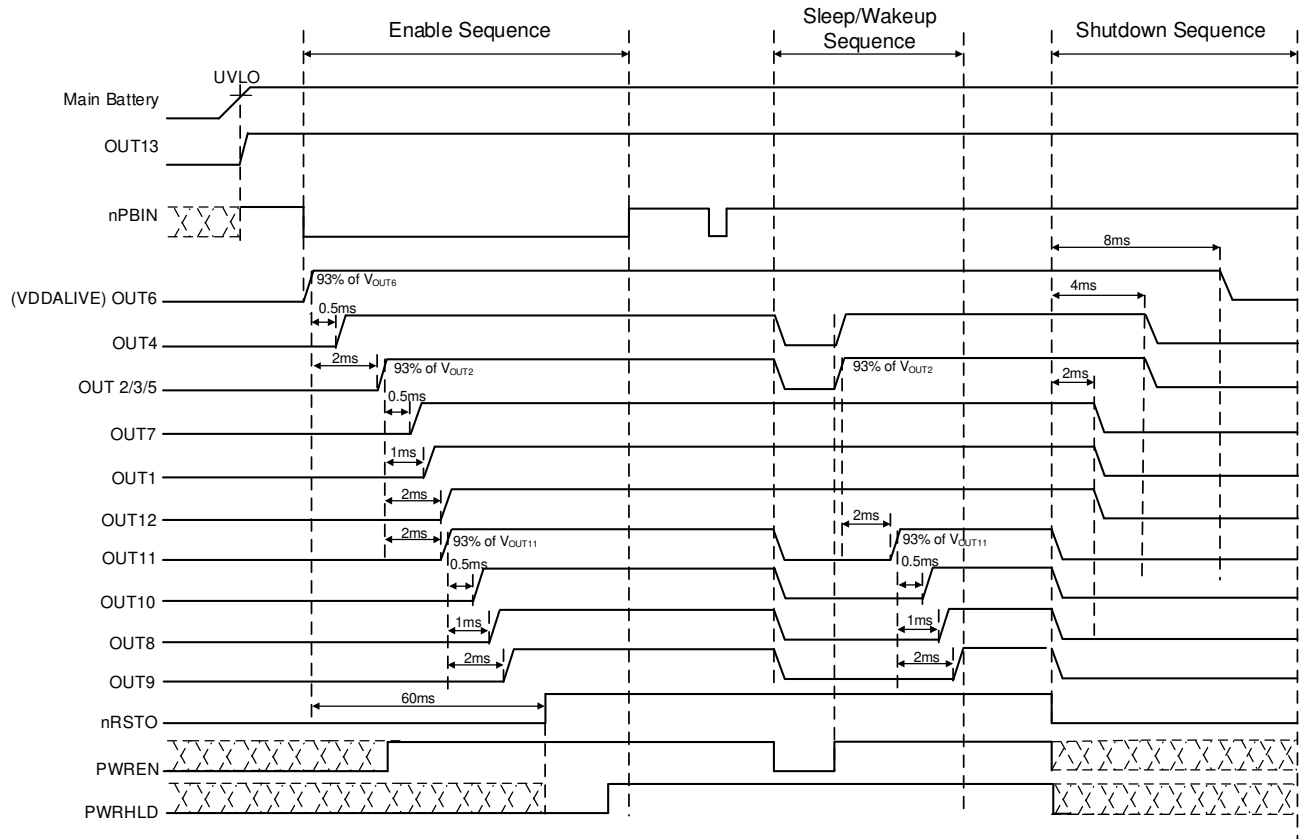 Enable Sequence
Sleep/Wakeup
Sequence
Shutdown Sequence
UVLO
Main Battery
OUT13
nPBIN
8ms
93% of VOUT6
(VDDALIVE) OUT6
4ms
0.5ms
OUT4
2ms
93% of VOUT2
93% of VOUT2
OUT 2/3/5
2ms
0.5ms
OUT7
1ms
OUT1
2ms
OUT12
2ms
2ms
93% of VOUT11
93% of VOUT11
OUT11
0.5ms
0.5ms
OUT10
1ms
1ms
OUT8
2ms
2ms
OUT9
60ms
nRSTO
PWREN
PWRHLD